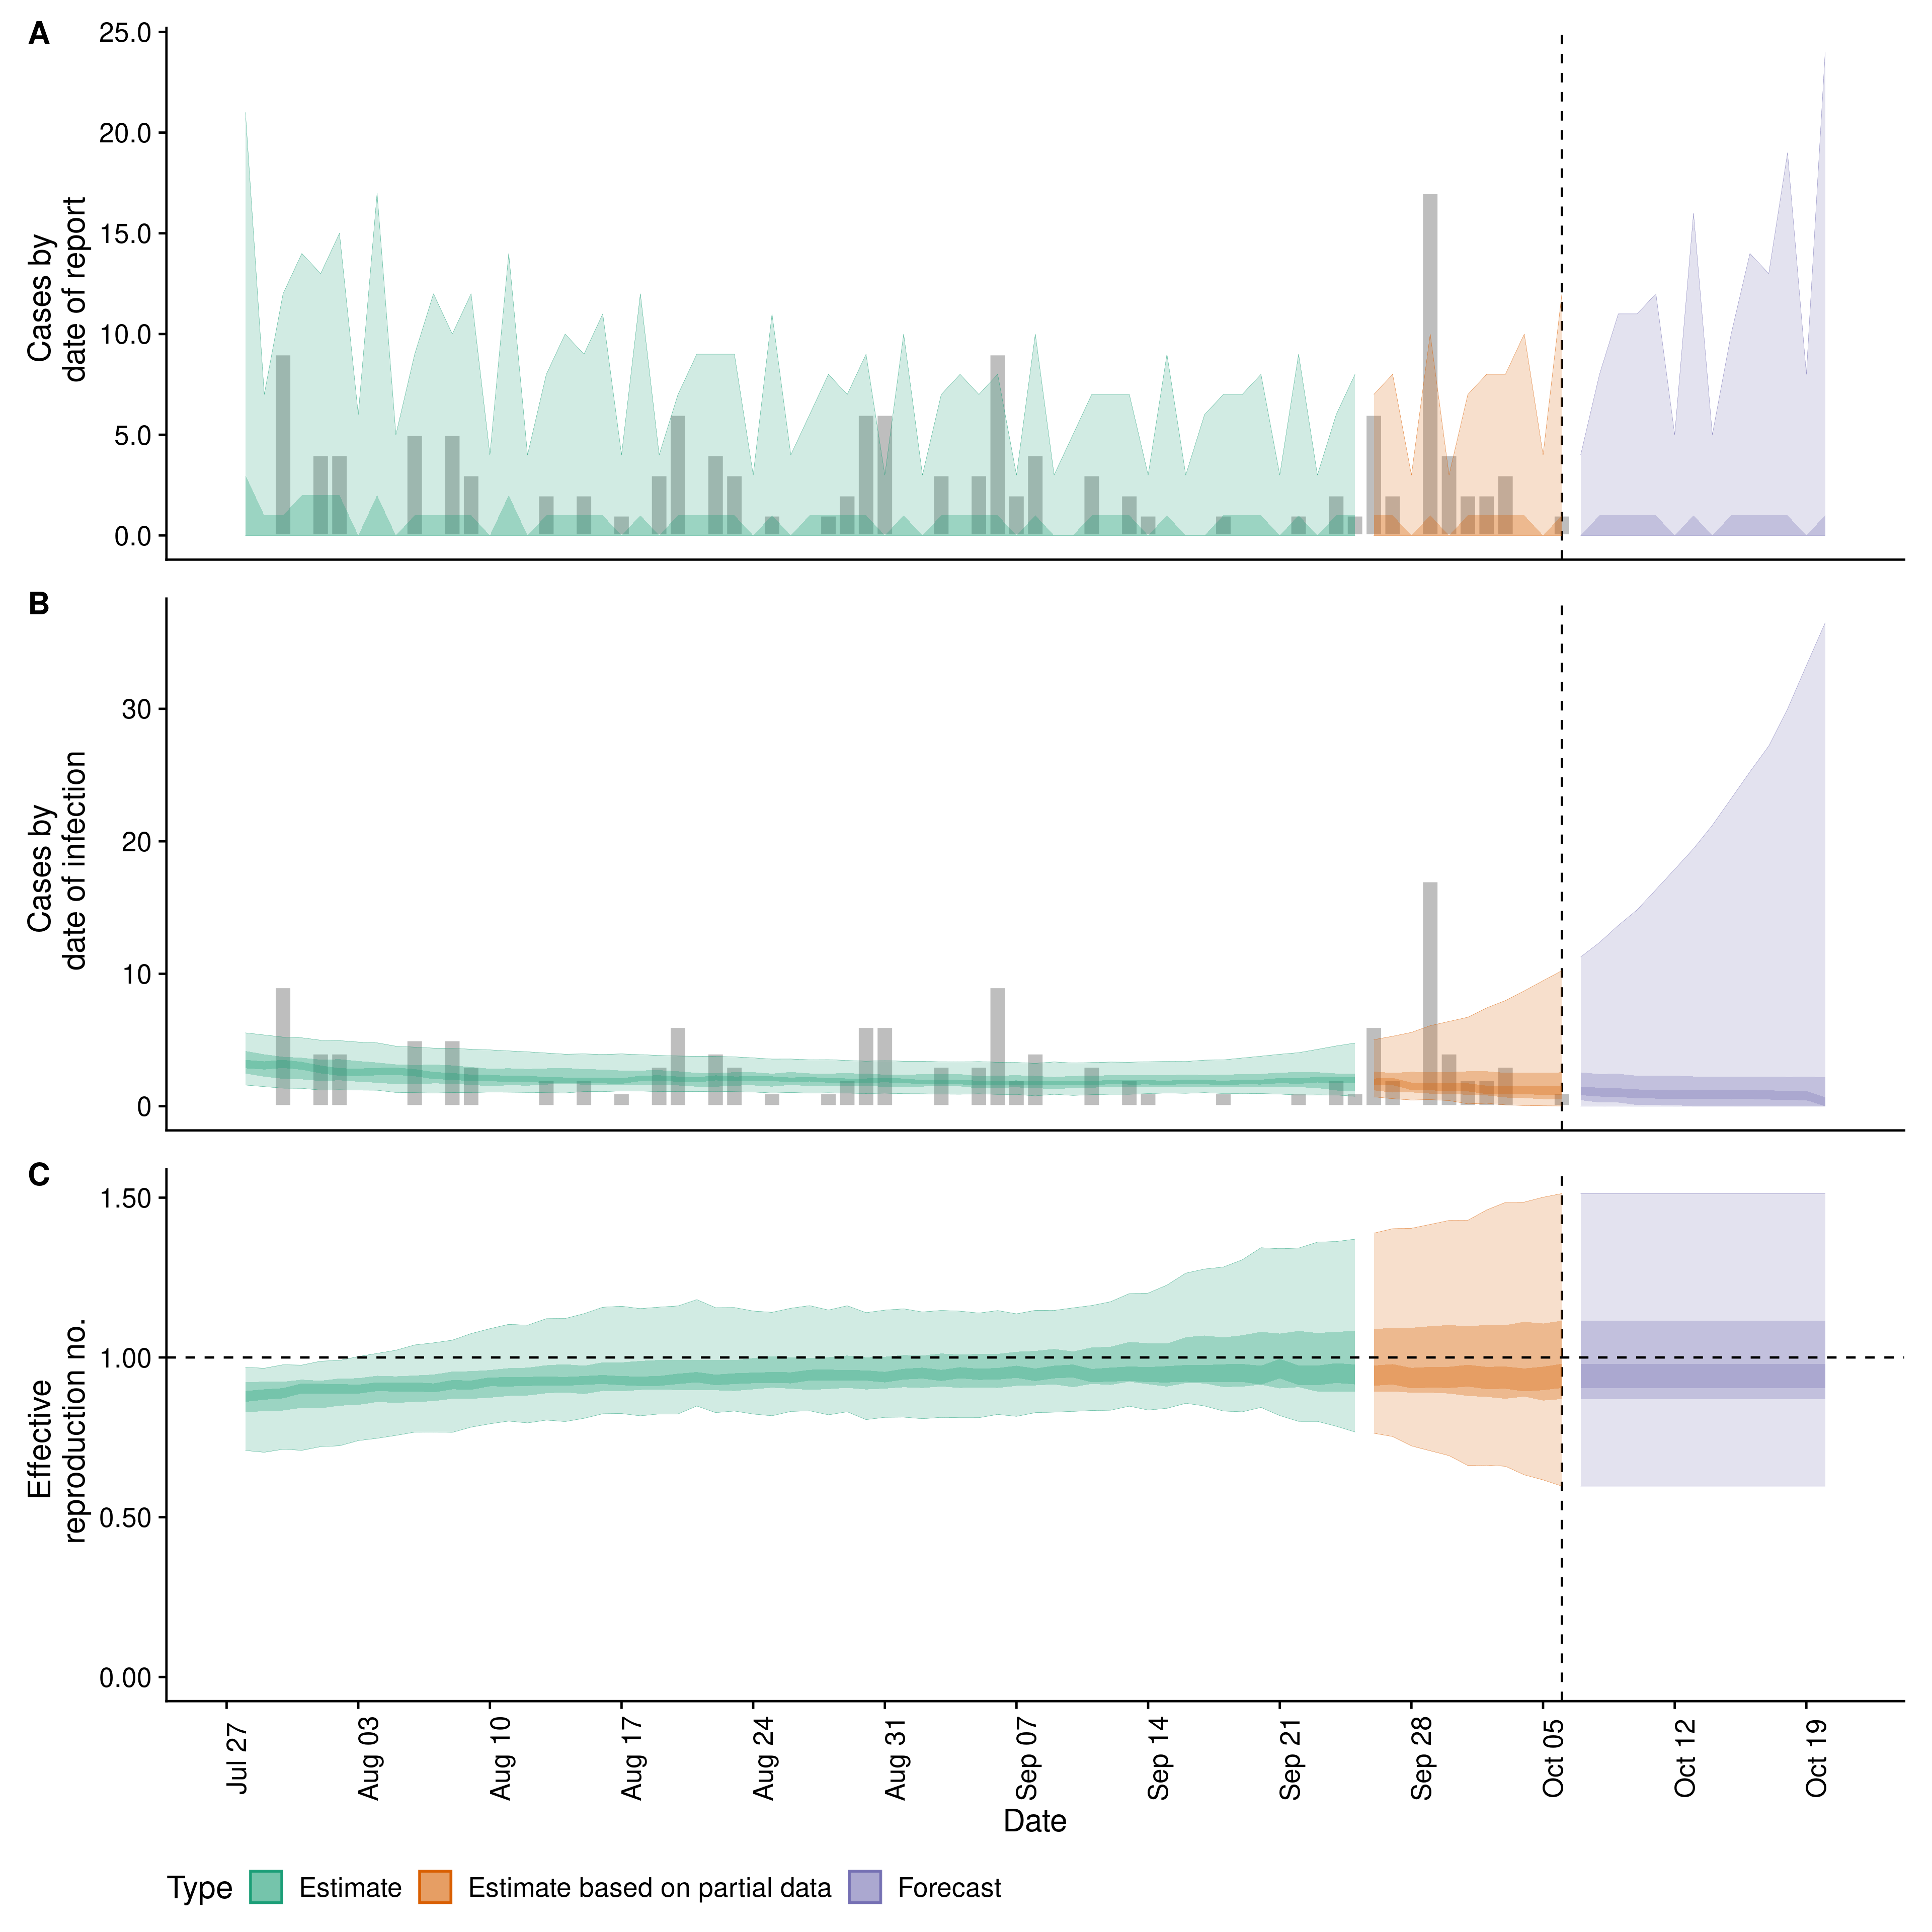 A
25.0
20.0
15.0
10.0
5.0
0.0
Cases by
date of report
B
30
20
10
0
Cases by
date of infection
C
1.50
1.00
0.50
0.00
Effective
reproduction no.
Jul 27
Aug 03
Aug 10
Aug 17
Aug 24
Aug 31
Sep 07
Sep 14
Sep 21
Sep 28
Oct 05
Oct 12
Oct 19
Date
Type Estimate Estimate based on partial data Forecast